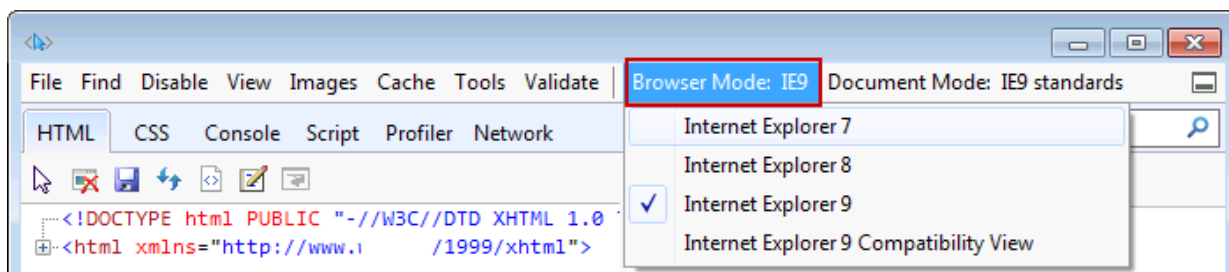 File Find Disable View Images Cache Tools Validate Browser Mode: IE9 Document Mode: IE9 standards
HTML CSS Console Script Profiler Network
Internet Explorer 7
Internet Explorer 8
Internet Explorer 9
Internet Explorer 9 Compatibility View
<!DOCTYPE html PUBLIC "-//W3C//DTD XHTML 1.0
<html xmlns="http://www. /1999/xhtml">